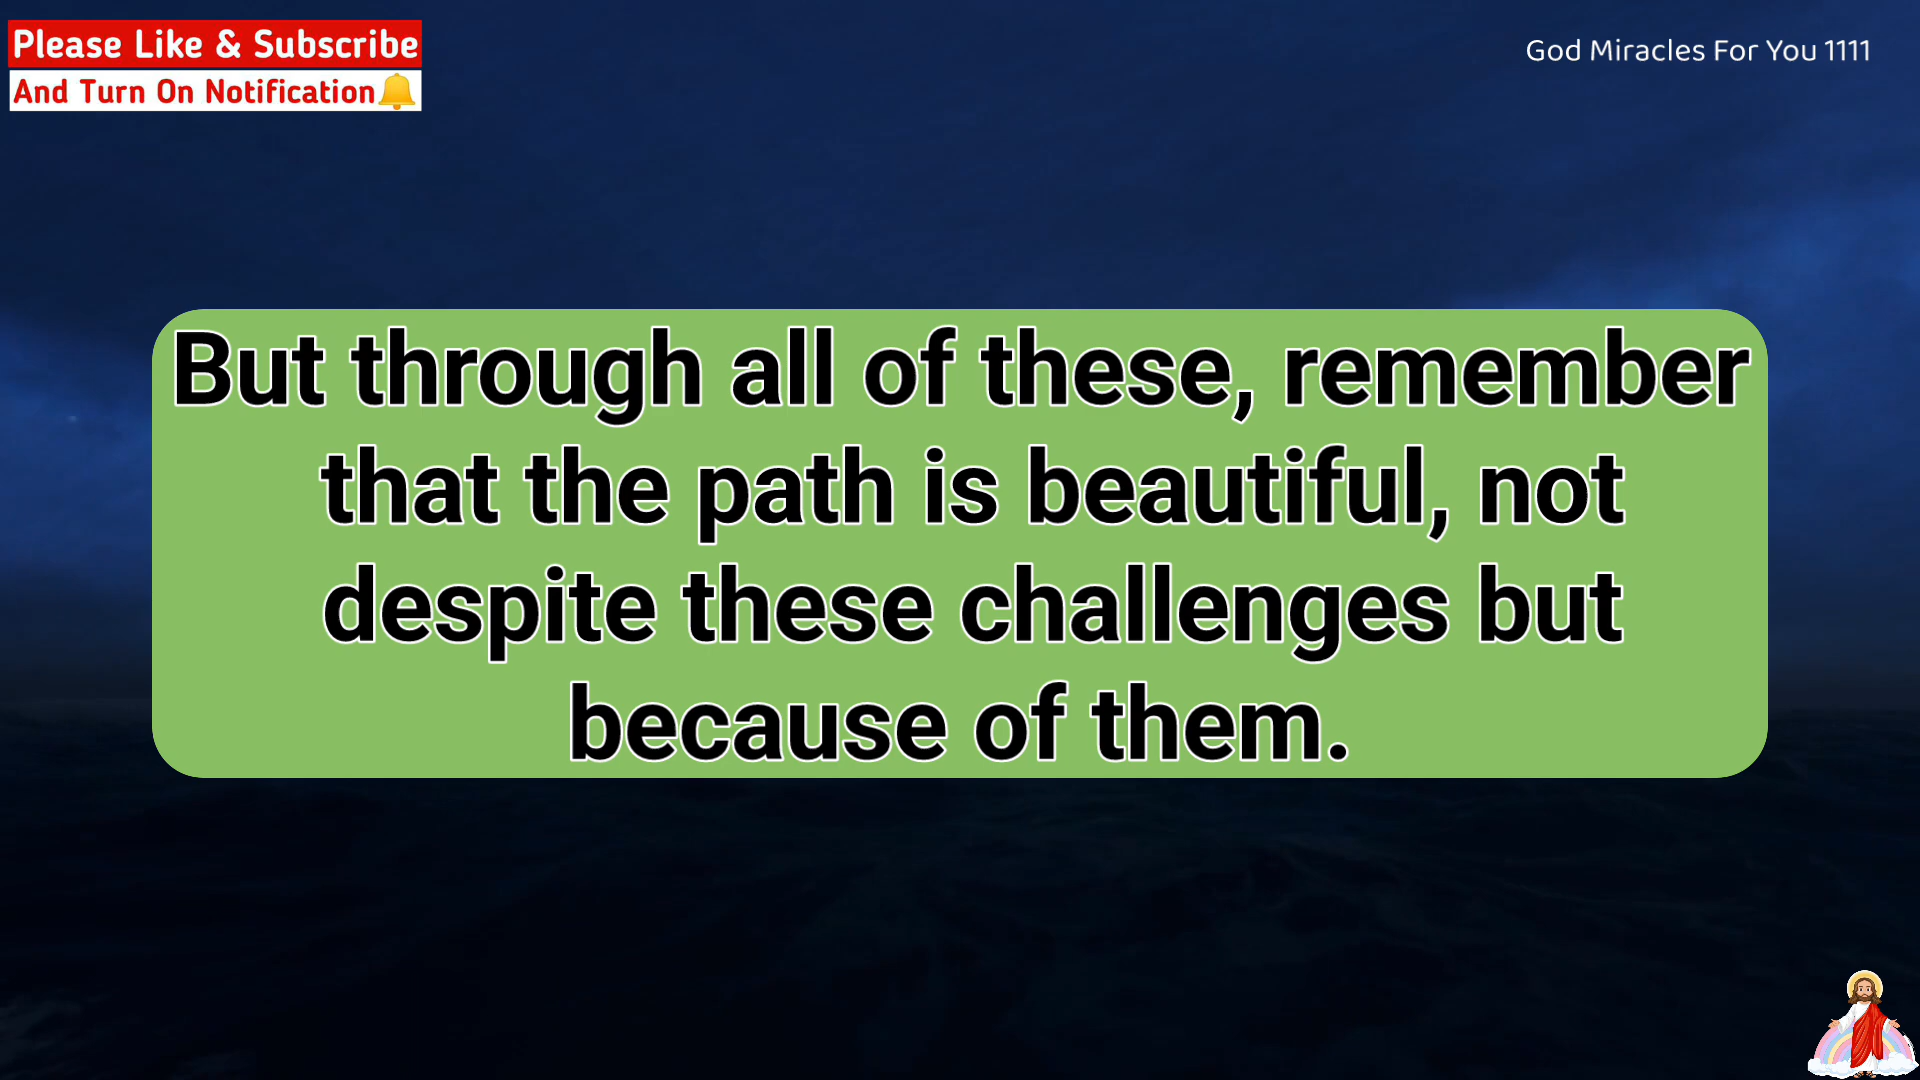 Please Like & Subscribe
And Turn On Notification
God Miracles For You 1111
But through all of these, remember
that the path is beautiful, not
despite these challenges but
because of them.